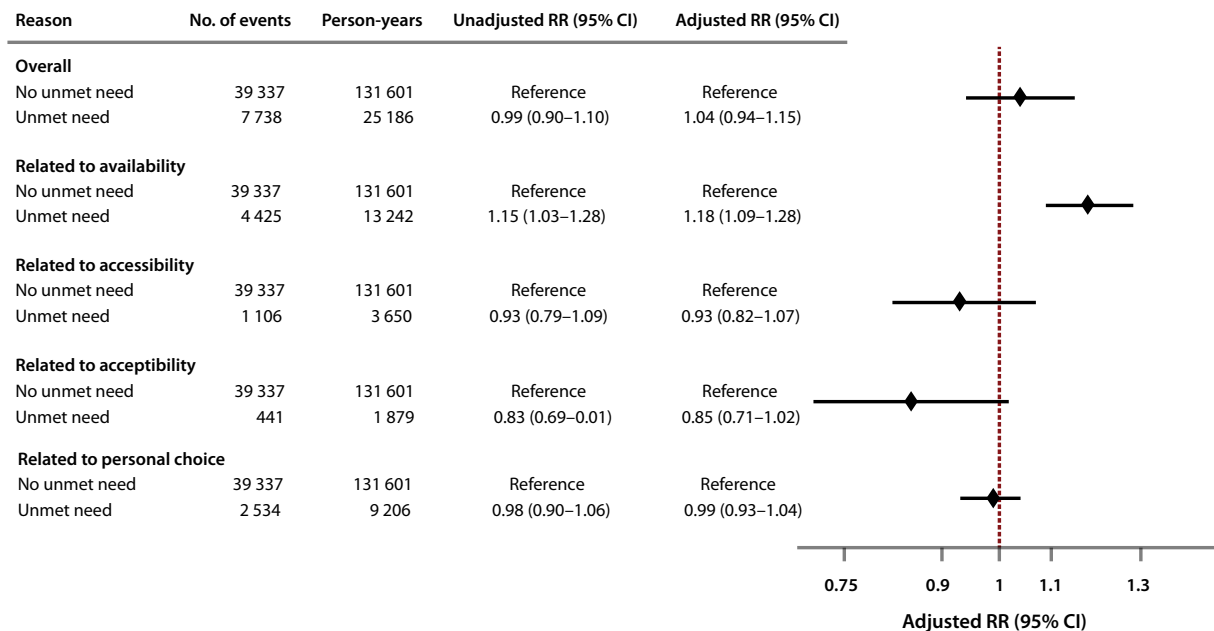 Reason No. of events Person-years Unadjusted RR (95% CI) Adjusted RR (95% CI)
Overall
No unmet need 39 337 131 601 Reference Reference
Unmet need 7 738 25 186 0.99 (0.90–1.10) 1.04 (0.94–1.15)
Related to availability
No unmet need 39 337 131 601 Reference Reference
Unmet need 4 425 13 242 1.15 (1.03–1.28) 1.18 (1.09–1.28)
Related to accessibility
No unmet need 39 337 131 601 Reference Reference
Unmet need 1 106 3 650 0.93 (0.79–1.09) 0.93 (0.82–1.07)
Related to acceptibility
No unmet need 39 337 131 601 Reference Reference
Unmet need 441 1 879 0.83 (0.69–0.01) 0.85 (0.71–1.02)
Related to personal choice
No unmet need 39 337 131 601 Reference Reference
Unmet need 2 534 9 206 0.98 (0.90–1.06) 0.99 (0.93–1.04)
0.75 0.9 1 1.1 1.3
Adjusted RR (95% CI)